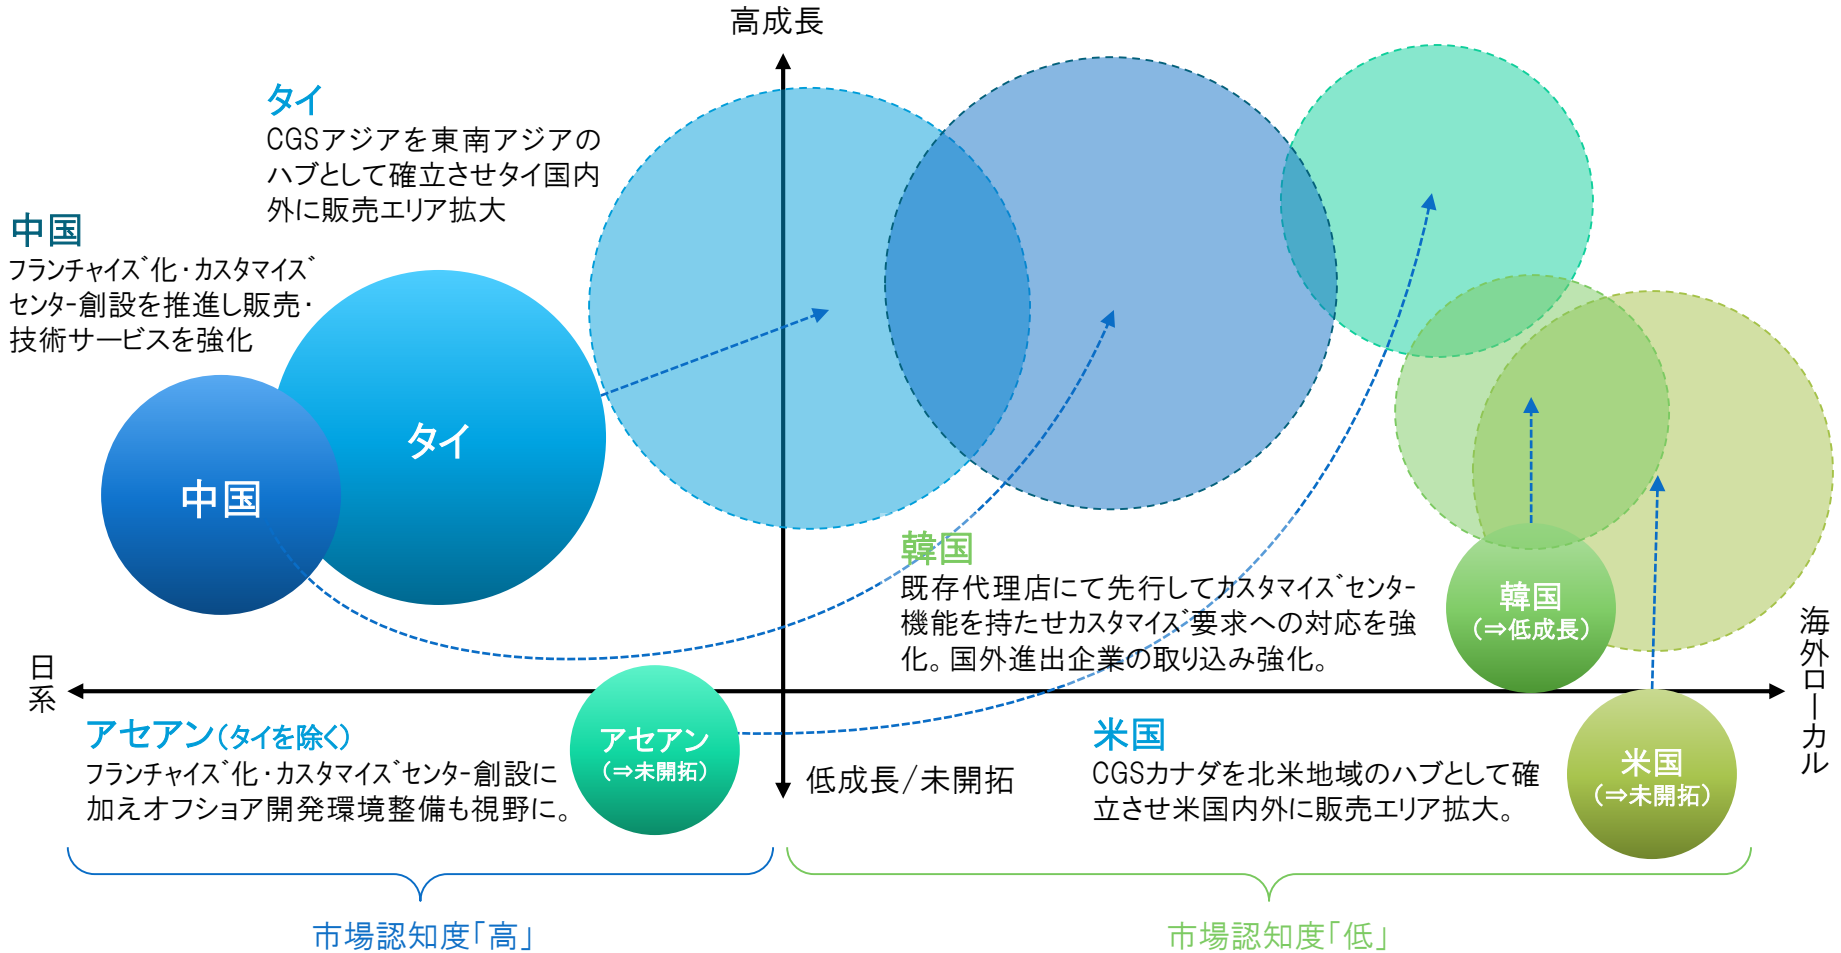 高成長
タイ
CGSアジアを東南アジアの
ハブとして確立させタイ国内
外に販売エリア拡大
中国
フランチャイズ化・カスタマイズ
センター創設を推進し販売・
技術サービスを強化
タイ
中国
韓国
既存代理店にて先行してカスタマイズセンター
機能を持たせカスタマイズ要求への対応を強
化。国外進出企業の取り込み強化。
韓国
(⇒低成長)
日系
海外ローカル
アセアン(タイを除く)
フランチャイズ化・カスタマイズセンター創設に
加えオフショア開発環境整備も視野に。
アセアン
(⇒未開拓)
低成長/未開拓
米国
CGSカナダを北米地域のハブとして確
立させ米国内外に販売エリア拡大。
米国
(⇒未開拓)
市場認知度「高」
市場認知度「低」